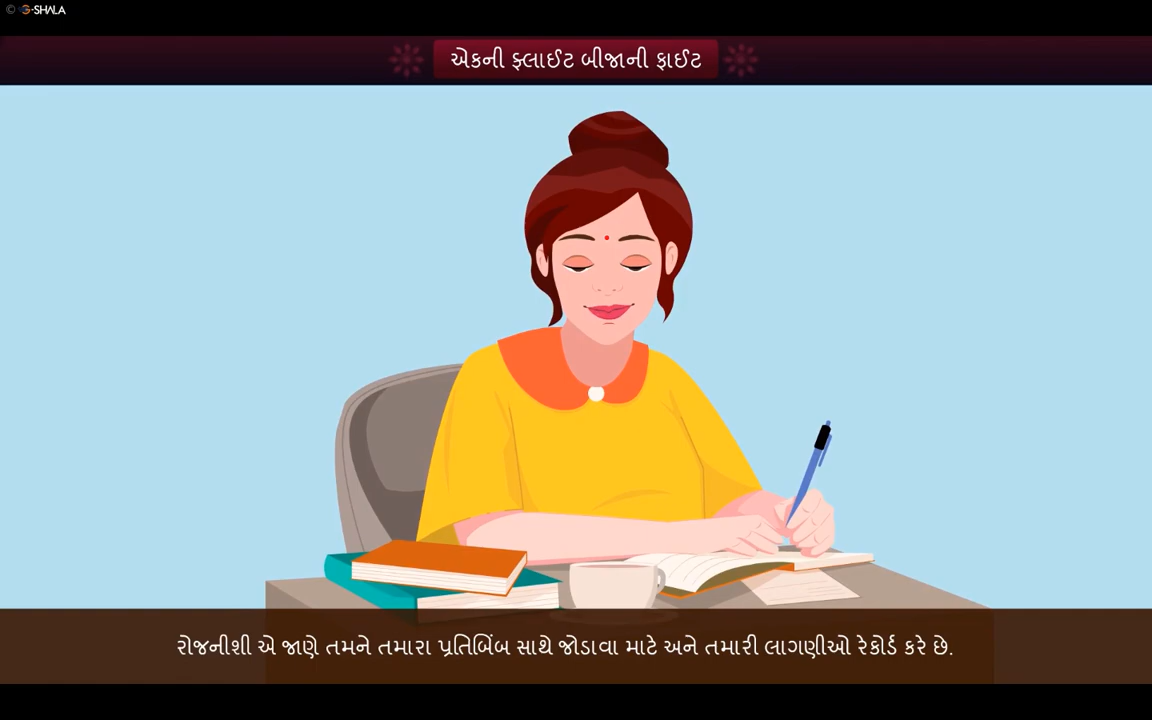 © G-SHALA
એકની ફ્લાઈટ બીજાની ફાઈટ
રોજનીશી એ જાણે તમને તમારા પ્રતિબિંબ સાથે જોડાવા માટે અને તમારી લાગણીઓ રેકોર્ડ કરે છે.